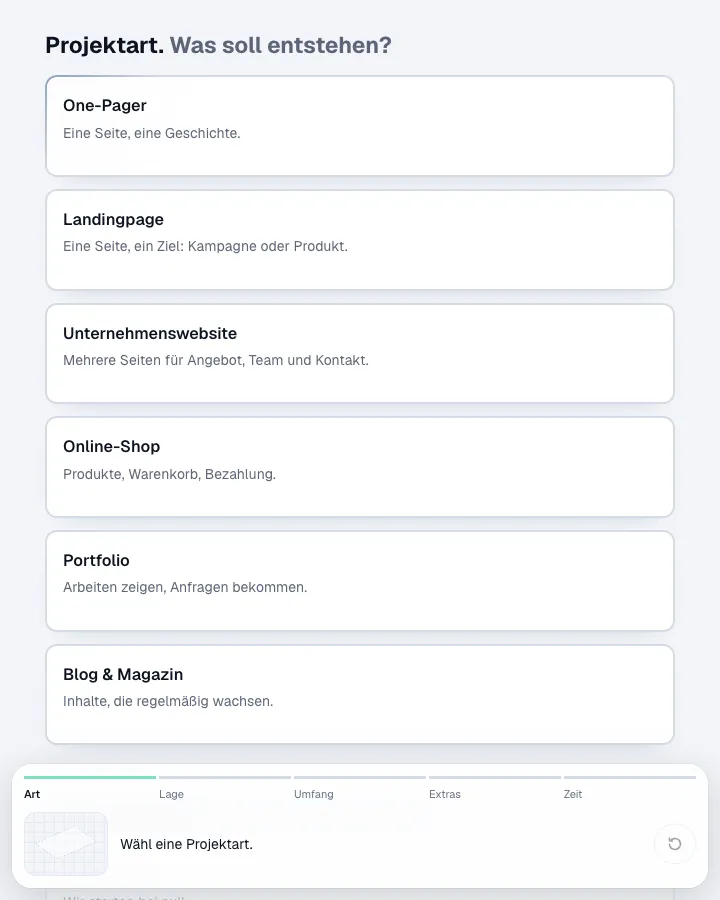 Projektart. Was soll entstehen?
One-Pager
Eine Seite, eine Geschichte.
Landingpage
Eine Seite, ein Ziel: Kampagne oder Produkt.
Unternehmenswebsite
Mehrere Seiten für Angebot, Team und Kontakt.
Online-Shop
Produkte, Warenkorb, Bezahlung.
Portfolio
Arbeiten zeigen, Anfragen bekommen.
Blog & Magazin
Inhalte, die regelmäßig wachsen.
Art
Lage
Umfang
Extras
Zeit
Wähl eine Projektart.